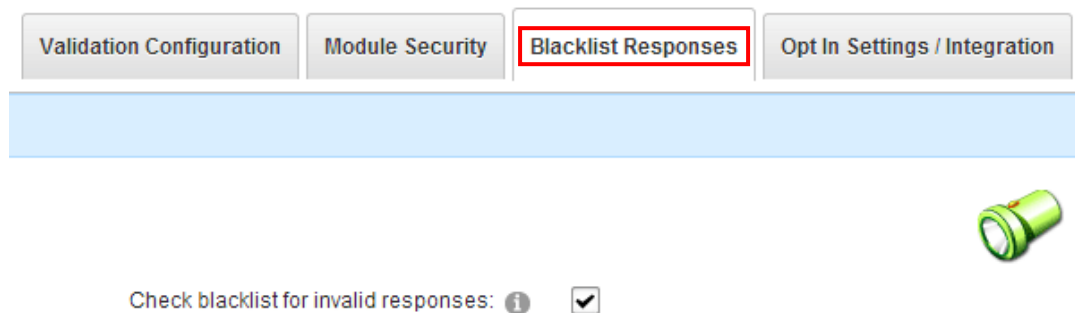 Validation Configuration
Module Security
Blacklist Responses
Opt In Settings / Integration
Check blacklist for invalid responses: